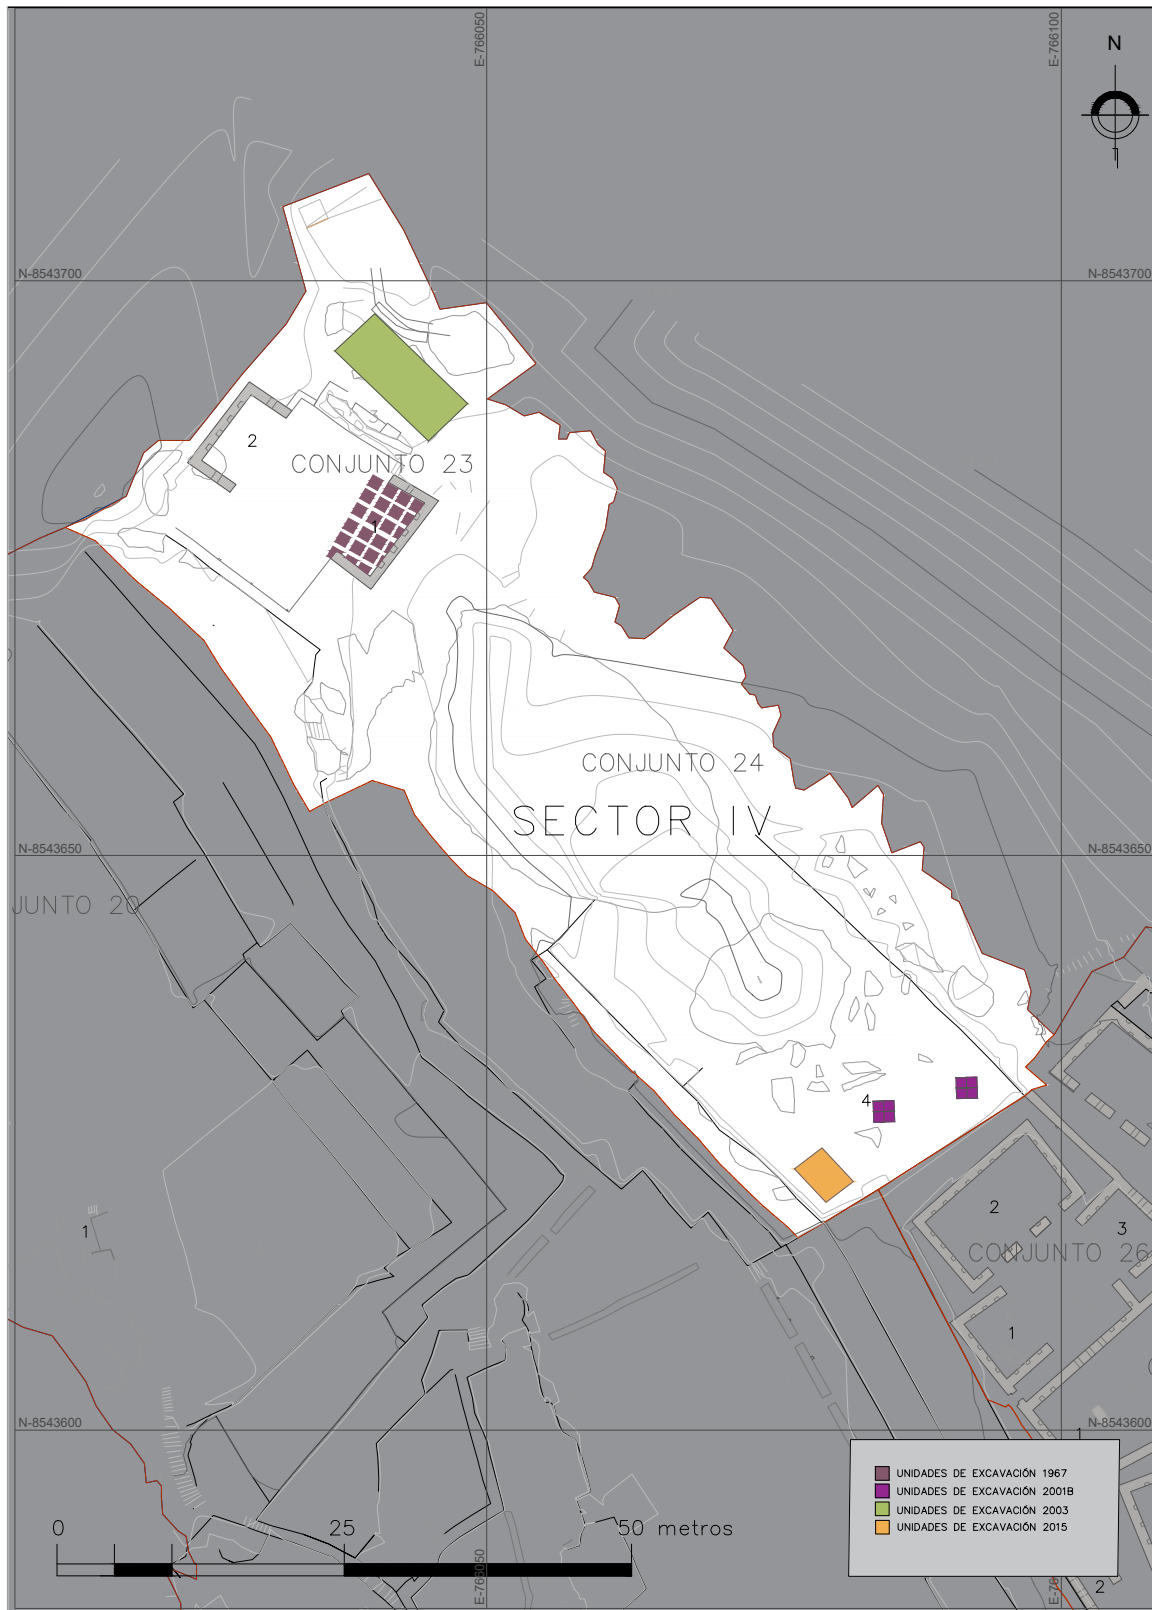 E-766050
E-766100
N
N-8543700
N-8543700
2
CONJUNTO 23
1
CONJUNTO 24
SECTOR IV
N-8543650
N-8543650
JUNTO 20
4
2
3
1
CONJUNTO 26
1
N-8543600
N-8543600
1
UNIDADES DE EXCAVACIÓN 1967
UNIDADES DE EXCAVACIÓN 2001B
UNIDADES DE EXCAVACIÓN 2003
UNIDADES DE EXCAVACIÓN 2015
0
25
50 metros
E-766050
E-76
2